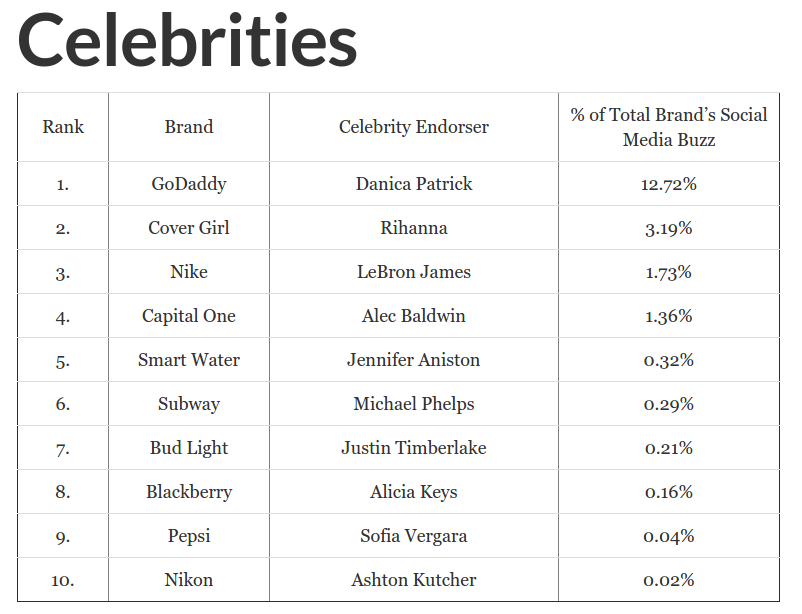 Celebrities
Rank Brand Celebrity Endorser % of Total Brand’s Social
Media Buzz
1. GoDaddy Danica Patrick 12.72%
2. Cover Girl Rihanna 3.19%
3. Nike LeBron James 1.73%
4. Capital One Alec Baldwin 1.36%
5. Smart Water Jennifer Aniston 0.32%
6. Subway Michael Phelps 0.29%
7. Bud Light Justin Timberlake 0.21%
8. Blackberry Alicia Keys 0.16%
9. Pepsi Sofia Vergara 0.04%
10. Nikon Ashton Kutcher 0.02%